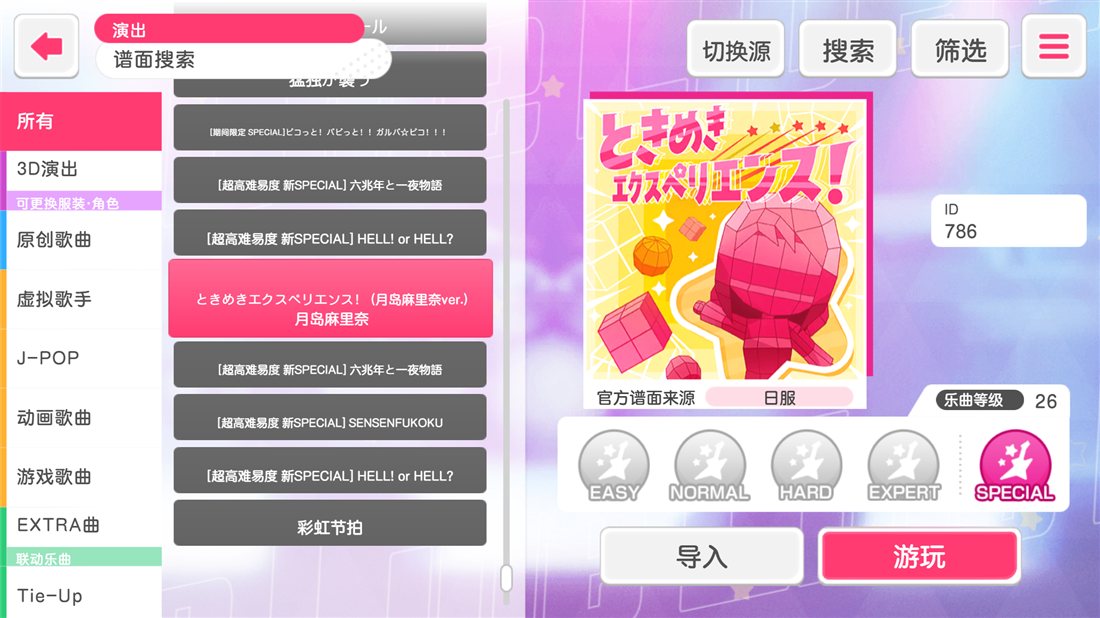 演出
谱面搜索
ール
猛独が襲う
所有
3D演出
可更换服装·角色
原创歌曲
虚拟歌手
J-POP
动画歌曲
游戏歌曲
EXTRA曲
联动乐曲
Tie-Up
[期间限定 SPECIAL]ピコっと！パピっと！！ガルパ☆ピコ！！！
[超高难易度 新SPECIAL] 六兆年と一夜物語
[超高难易度 新SPECIAL] HELL! or HELL?
ときめきエクスペリエンス！（月岛麻里奈ver.）
月岛麻里奈
[超高难易度 新SPECIAL] 六兆年と一夜物語
[超高难易度 新SPECIAL] SENSENFUKOKU
[超高难易度 新SPECIAL] HELL! or HELL?
彩虹节拍
切换源
搜索
筛选
ときめき
エクスペリエンス!
ID
786
官方谱面来源
日服
乐曲等级
26
EASY
NORMAL
HARD
EXPERT
SPECIAL
导入
游玩